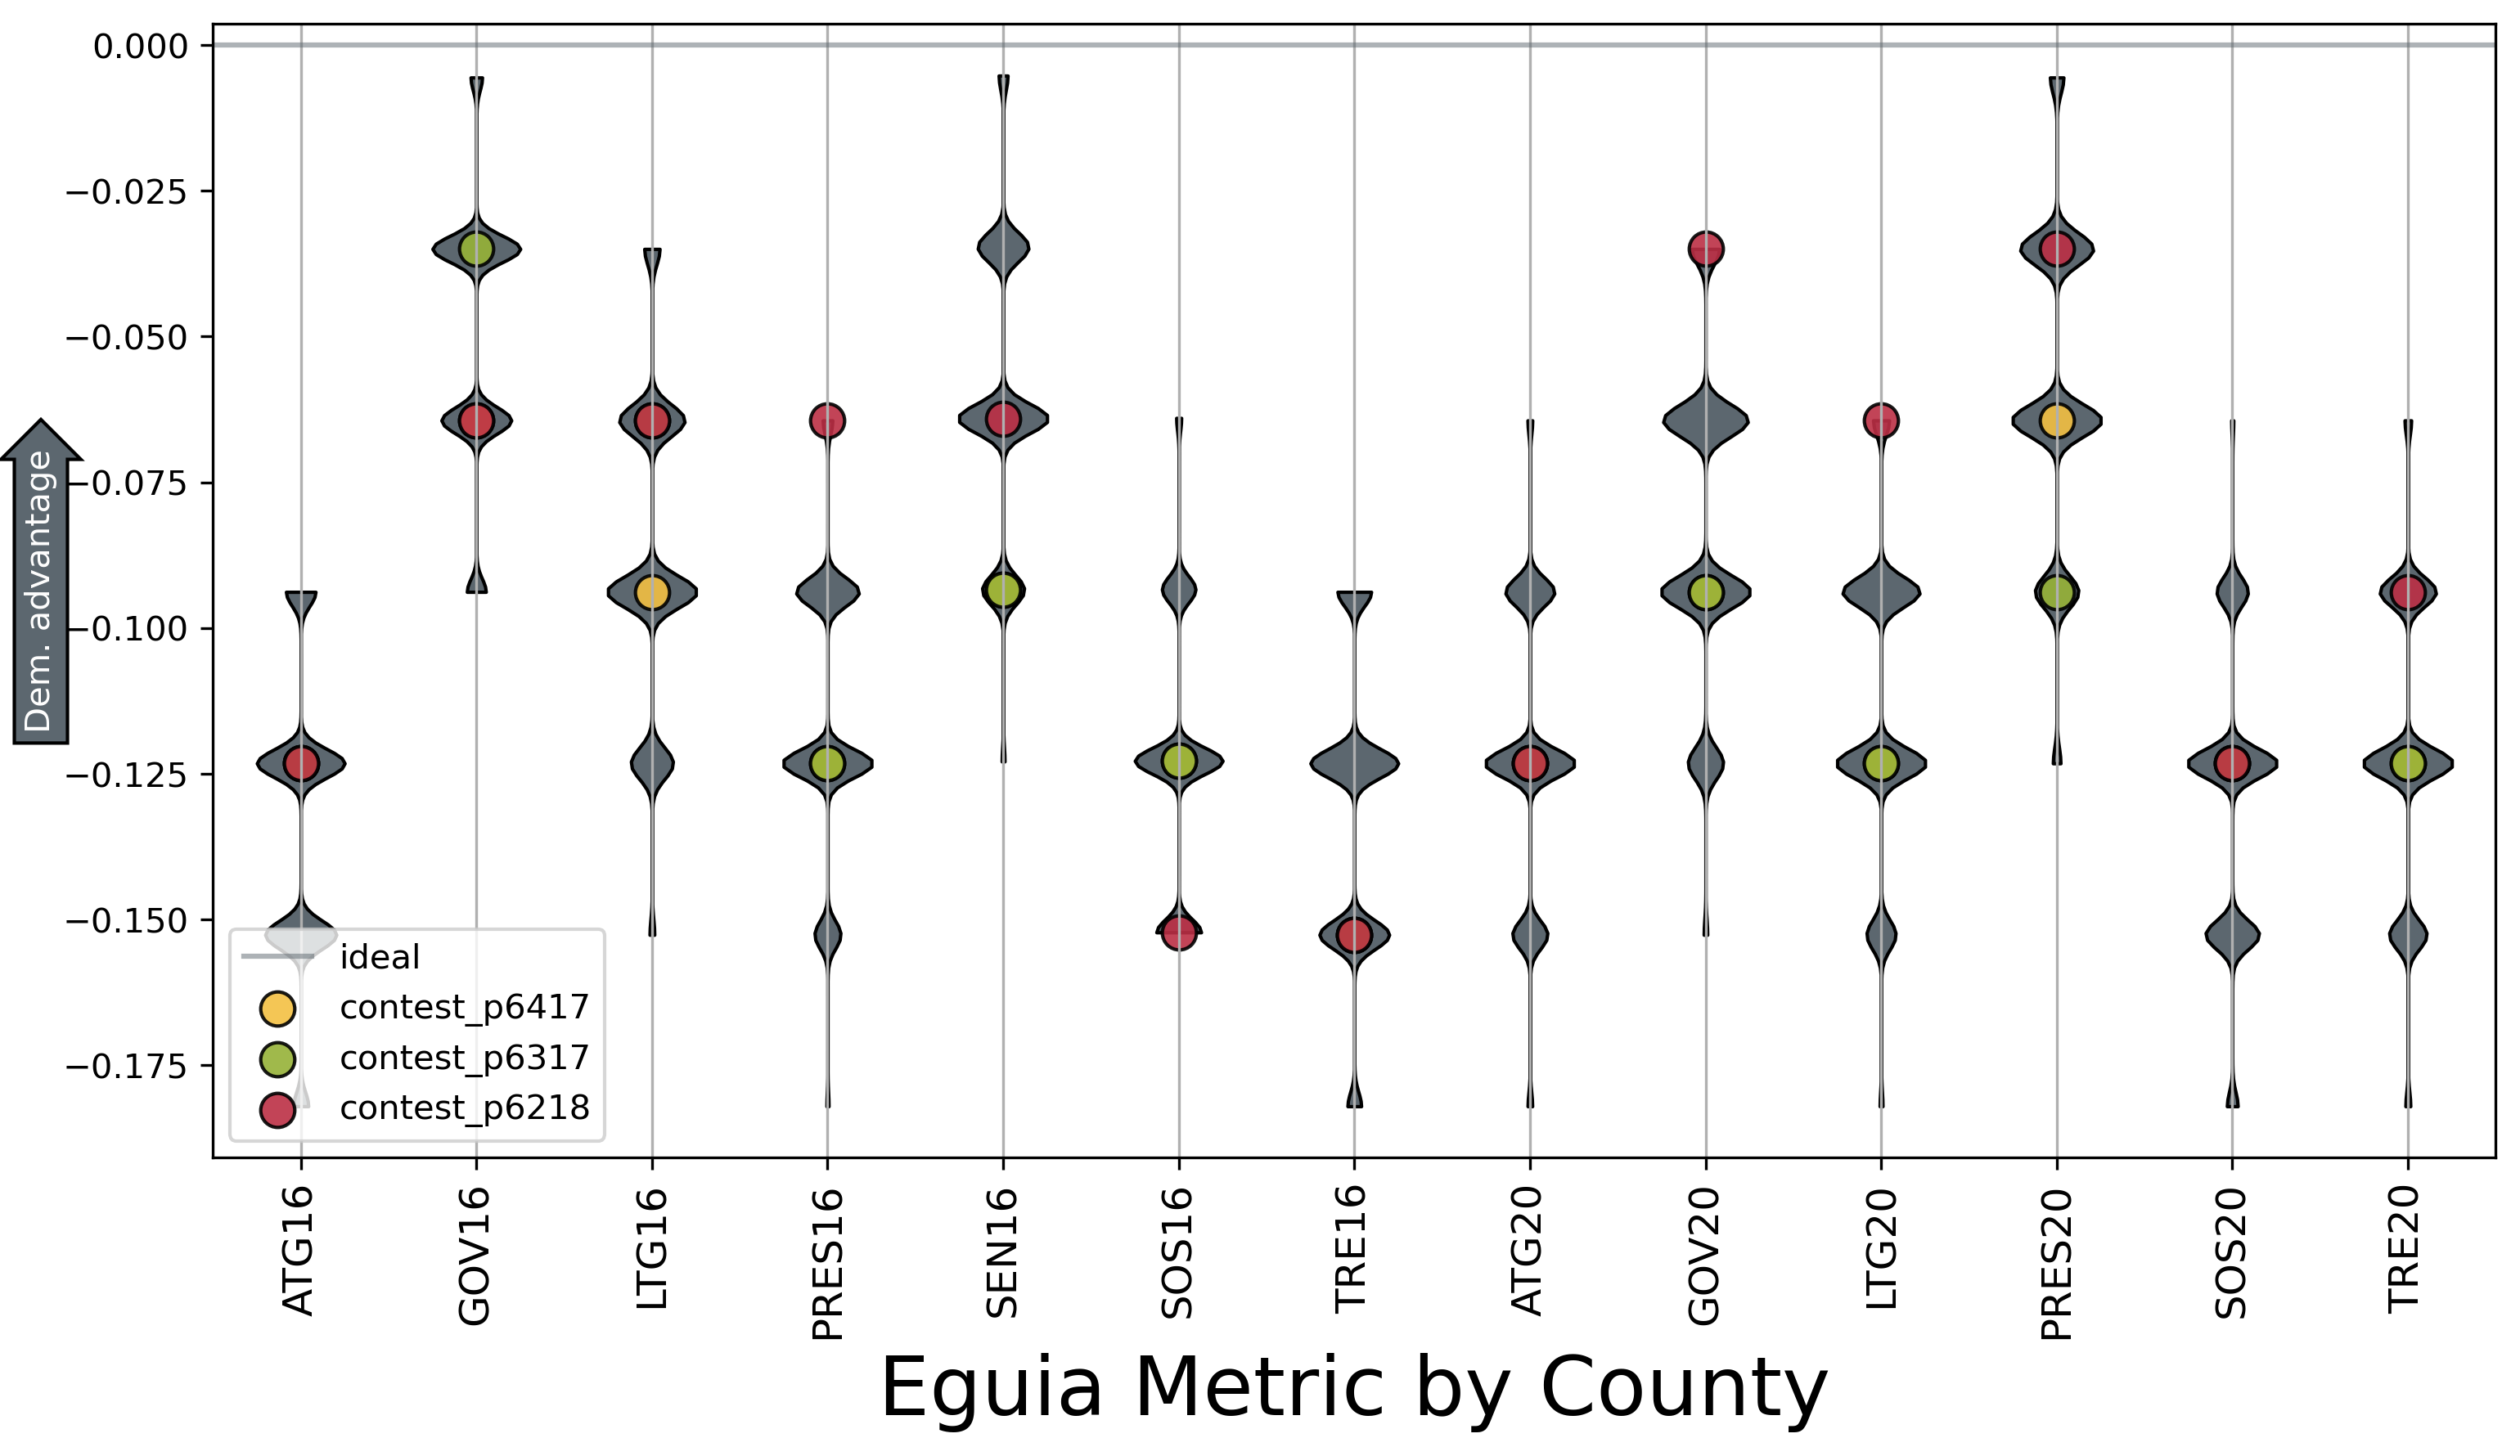 0.000
−0.025
−0.050
−0.075
−0.100
−0.125
−0.150
−0.175
Dem. advantage
ideal
contest_p6417
contest_p6317
contest_p6218
ATG16
GOV16
LTG16
PRES16
SEN16
SOS16
TRE16
ATG20
GOV20
LTG20
PRES20
SOS20
TRE20
Eguia Metric by County